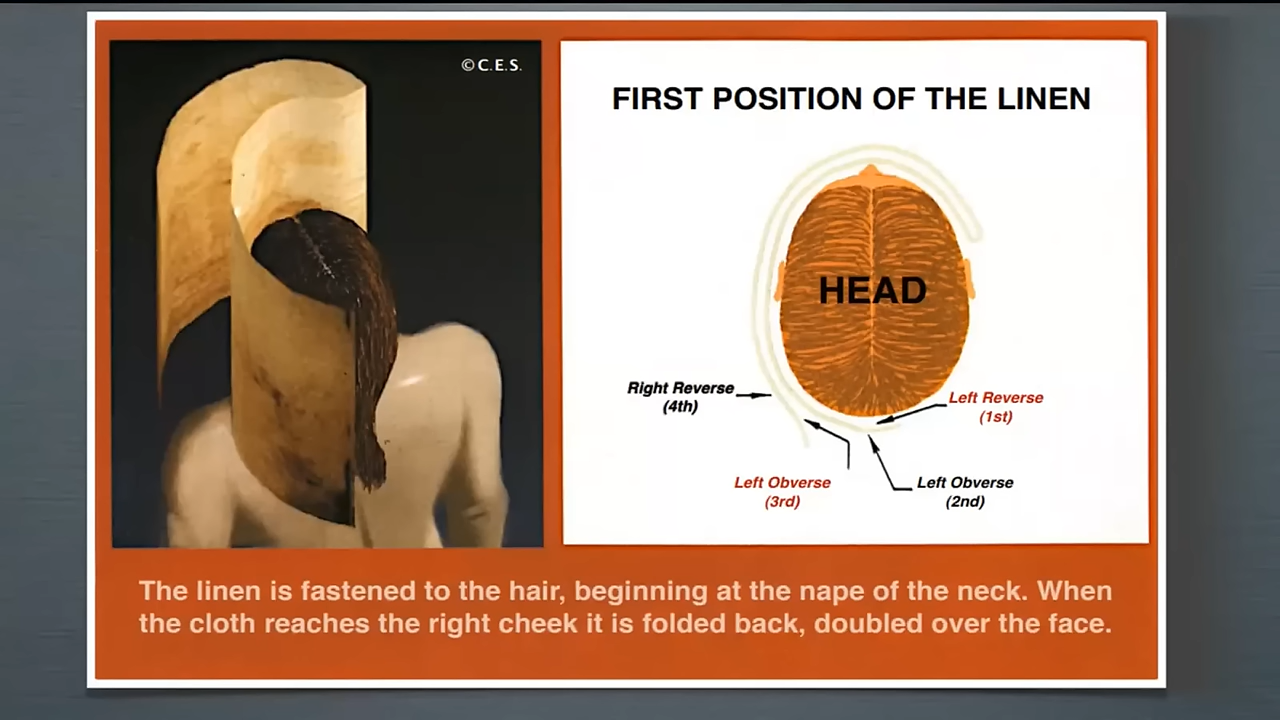 © C.E.S.
FIRST POSITION OF THE LINEN
HEAD
Right Reverse
(4th)
Left Reverse
(1st)
Left Obverse
(3rd)
Left Obverse
(2nd)
The linen is fastened to the hair, beginning at the nape of the neck. When
the cloth reaches the right cheek it is folded back, doubled over the face.